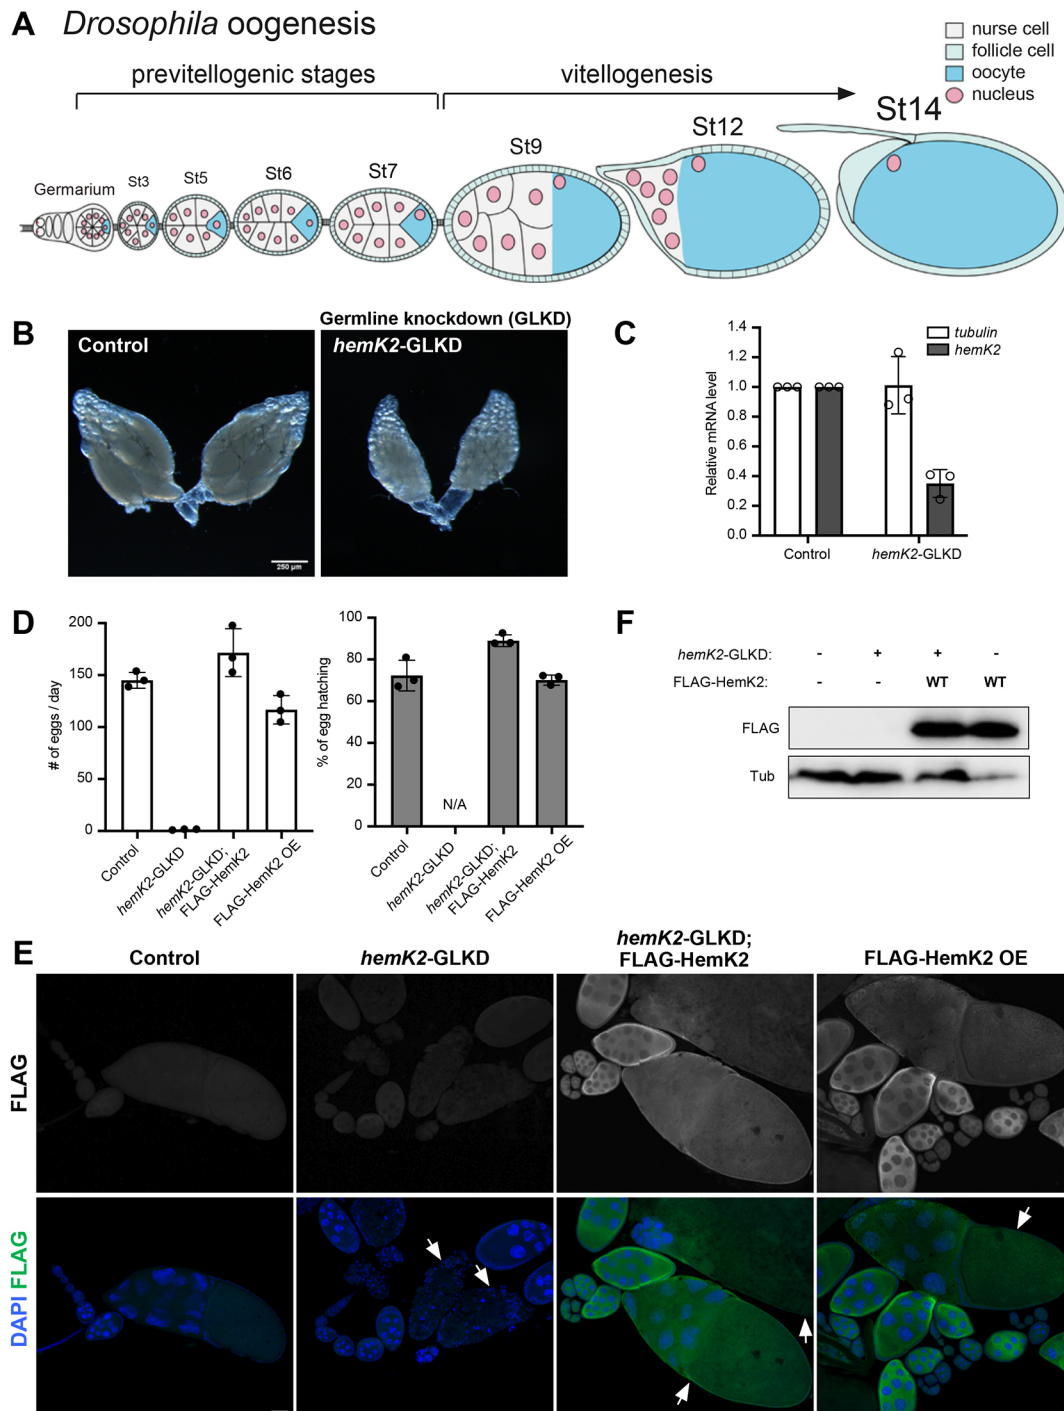 A Drosophila oogenesis
nurse cell
follicle cell
oocyte
nucleus
previtellogenic stages
vitellogenesis
Germarium
St3
St5
St6
St7
St9
St12
St14
B
Germline knockdown (GLKD)
Control
hemK2-GLKD
250 µm
C
1.4
1.2
1.0
0.8
0.6
0.4
0.2
0.0
Relative mRNA level
tubulin
hemK2
Control
hemK2-GLKD
D
200
150
100
50
0
# of eggs / day
Control
hemK2-GLKD
hemK2-GLKD;
FLAG-HemK2
FLAG-HemK2 OE
100
80
60
40
20
0
% of egg hatching
N/A
Control
hemK2-GLKD
hemK2-GLKD;
FLAG-HemK2
FLAG-HemK2 OE
F
hemK2-GLKD: - + + -
FLAG-HemK2: - - WT WT
FLAG
Tub
E
Control
hemK2-GLKD
hemK2-GLKD;
FLAG-HemK2
FLAG-HemK2 OE
FLAG
DAPI FLAG